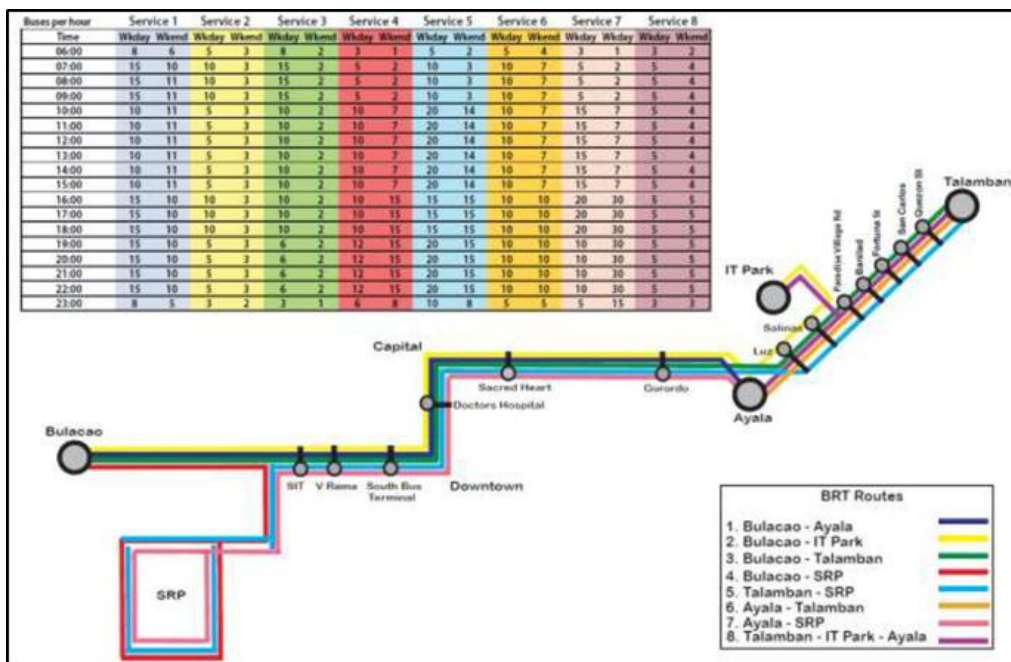 Buses per hour Service 1 Service 2 Service 3 Service 4 Service 5 Service 6 Service 7 Service 8
Time Wkday Wkend Wkday Wkend Wkday Wkend Wkday Wkend Wkday Wkend Wkday Wkend Wkday Wkend Wkday Wkend
06:00 8 6 5 3 8 2 3 1 5 2 5 4 3 1 3 2
07:00 15 10 10 3 15 2 5 2 10 3 10 7 5 2 5 4
08:00 15 11 10 3 15 2 5 2 10 3 10 7 5 2 5 4
09:00 15 11 10 3 15 2 5 2 10 3 10 7 5 2 5 4
10:00 10 11 5 3 10 2 10 7 20 14 10 7 15 7 5 4
11:00 10 11 5 3 10 2 10 7 20 14 10 7 15 7 5 4
12:00 10 11 5 3 10 2 10 7 20 14 10 7 15 7 5 4
13:00 10 11 5 3 10 2 10 7 20 14 10 7 15 7 5 4
14:00 10 11 5 3 10 2 10 7 20 14 10 7 15 7 5 4
15:00 10 11 5 3 10 2 10 7 20 14 10 7 15 7 5 4
16:00 15 10 10 3 10 2 10 15 15 15 10 10 20 30 5 5
17:00 15 10 10 3 10 2 10 15 15 15 10 10 20 30 5 5
18:00 15 10 10 3 10 2 10 15 15 15 10 10 20 30 5 5
19:00 15 10 5 3 6 2 12 15 20 15 10 10 10 30 5 5
20:00 15 10 5 3 6 2 12 15 20 15 10 10 10 30 5 5
21:00 15 10 5 3 6 2 12 15 20 15 10 10 10 30 5 5
22:00 15 10 5 3 6 2 12 15 20 15 10 10 10 30 5 5
23:00 8 5 3 2 3 1 6 8 10 8 5 5 5 15 3 3
Talamban
Quezon St
San Carlos
Fortuna St
Banilad
Paradise Village Rd
IT Park
Salinas
Luz
Capital
Sacred Heart
Gorordo
Ayala
Doctors Hospital
Bulacao
SIT
V Rama
South Bus
Terminal
Downtown
SRP
BRT Routes
1. Bulacao - Ayala
2. Bulacao - IT Park
3. Bulacao - Talamban
4. Bulacao - SRP
5. Talamban - SRP
6. Ayala - Talamban
7. Ayala - SRP
8. Talamban - IT Park - Ayala